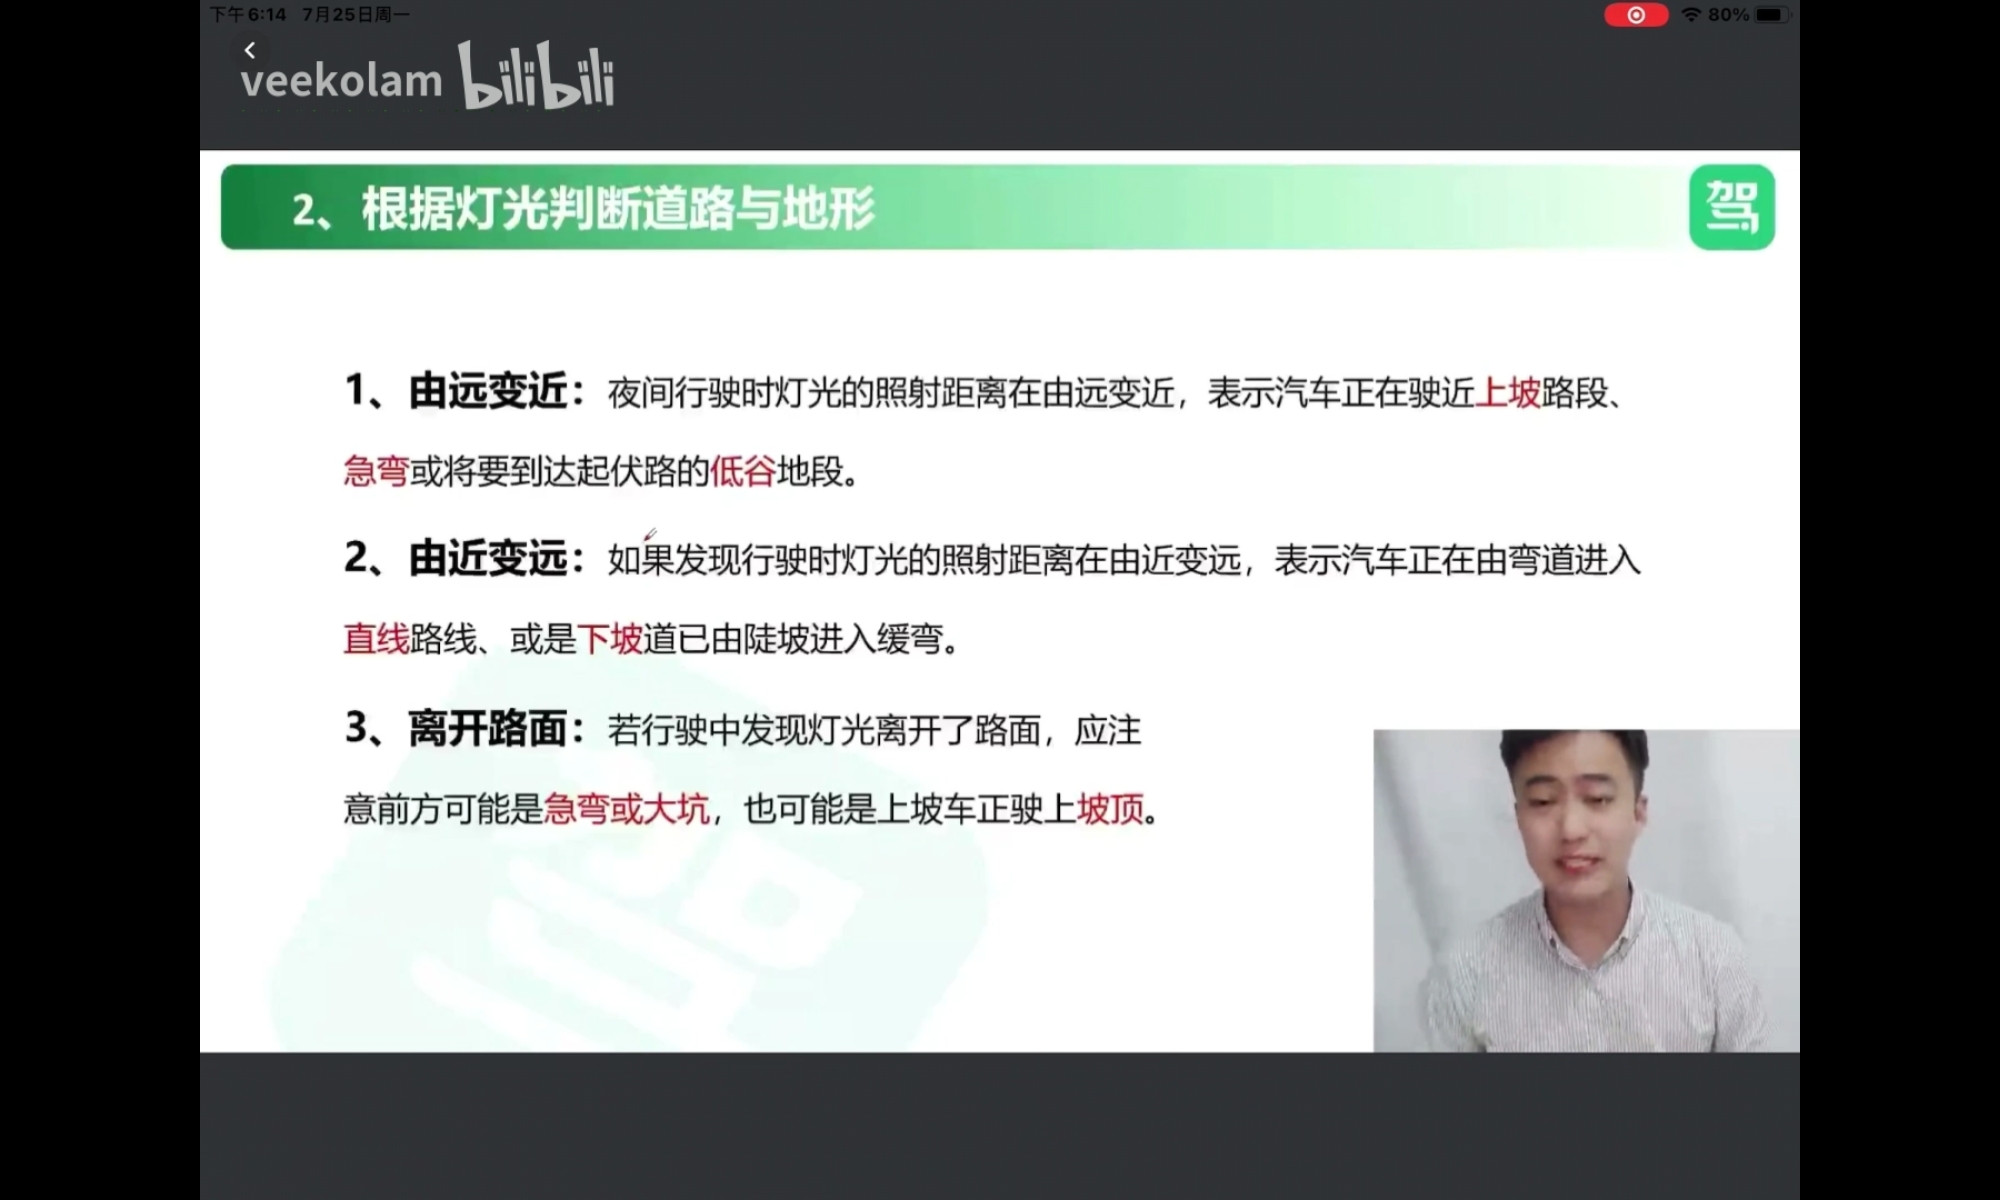 下午6:14 7月25日周一
80%
veekolam bilibili
2、根据灯光判断道路与地形
驾
1、由远变近：夜间行驶时灯光的照射距离在由远变近，表示汽车正在驶近上坡路段、
急弯或将要到达起伏路的低谷地段。
2、由近变远：如果发现行驶时灯光的照射距离在由近变远，表示汽车正在由弯道进入
直线路线、或是下坡道已由陡坡进入缓弯。
3、离开路面：若行驶中发现灯光离开了路面，应注
意前方可能是急弯或大坑，也可能是上坡车正驶上坡顶。